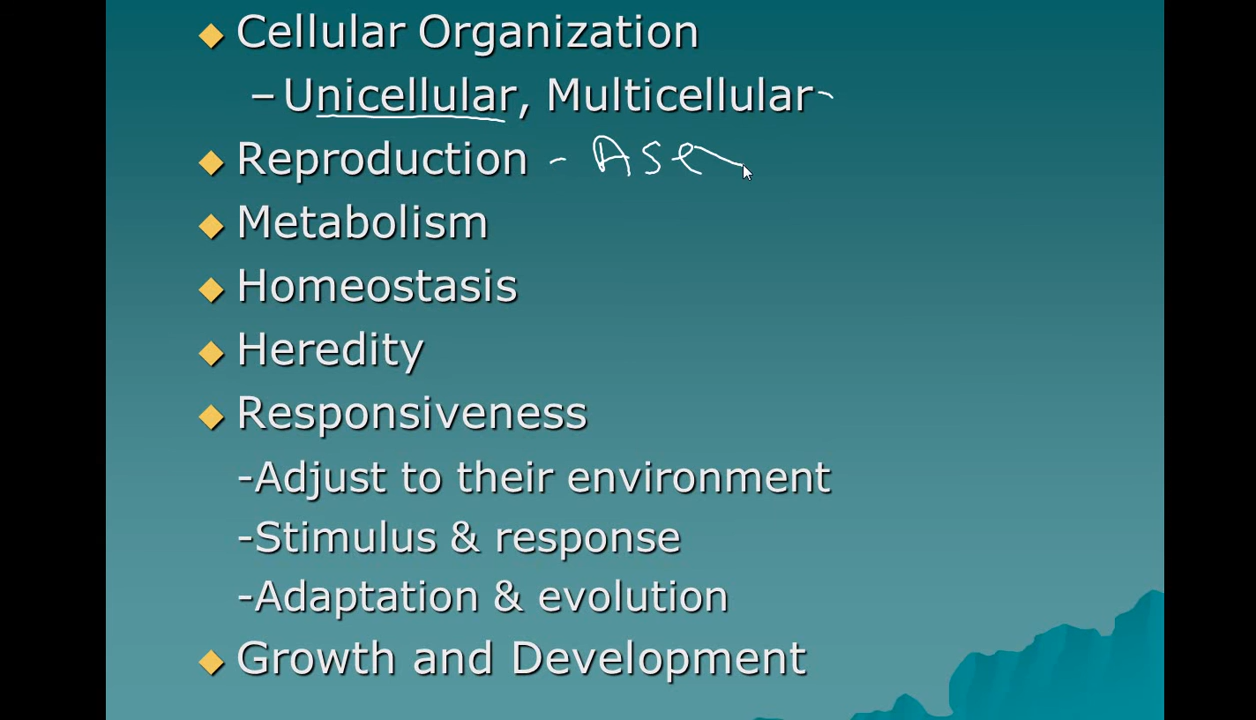 Cellular Organization
– Unicellular, Multicellular -
Reproduction - Ase
Metabolism
Homeostasis
Heredity
Responsiveness
-Adjust to their environment
-Stimulus & response
-Adaptation & evolution
Growth and Development